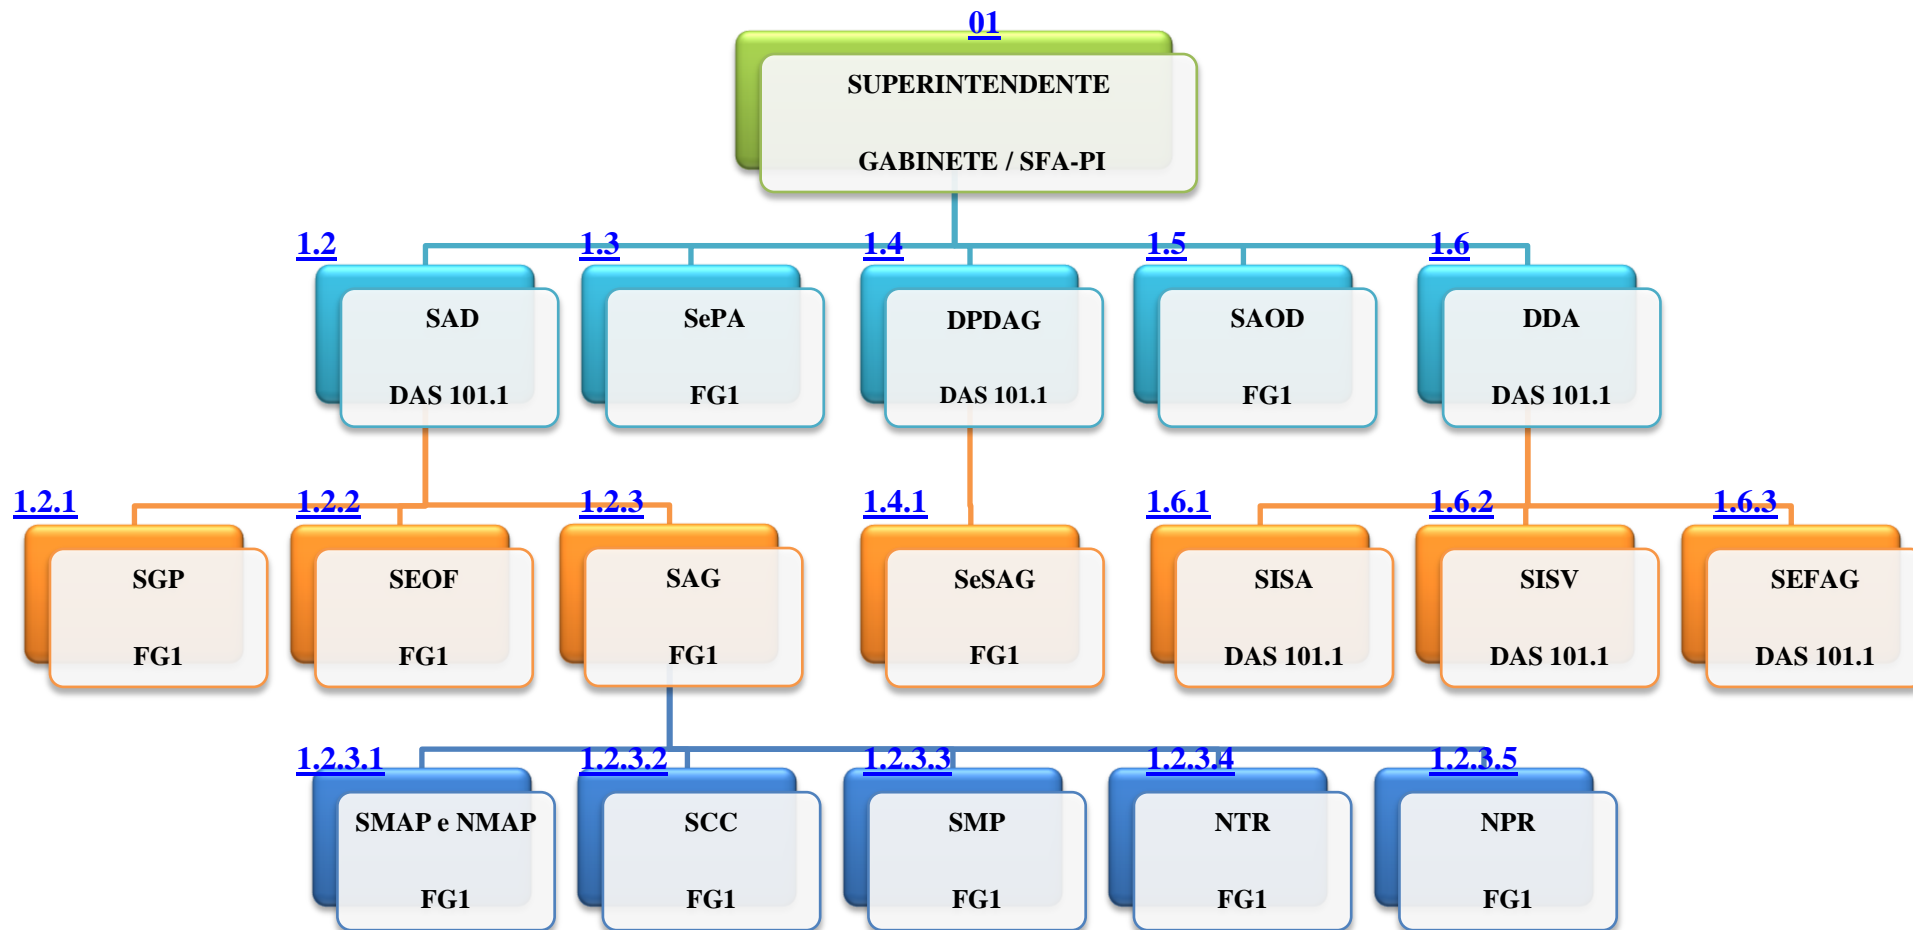 01
SUPERINTENDENTE
GABINETE / SFA-PI
1.2
1.3
1.4
1.5
1.6
SAD
DAS 101.1
SePA
FG1
DPDAG
DAS 101.1
SAOD
FG1
DDA
DAS 101.1
1.2.1
1.2.2
1.2.3
1.4.1
1.6.1
1.6.2
1.6.3
SGP
FG1
SEOF
FG1
SAG
FG1
SeSAG
FG1
SISA
DAS 101.1
SISV
DAS 101.1
SEFAG
DAS 101.1
1.2.3.1
1.2.3.2
1.2.3.3
1.2.3.4
1.2.3.5
SMAP e NMAP
FG1
SCC
FG1
SMP
FG1
NTR
FG1
NPR
FG1